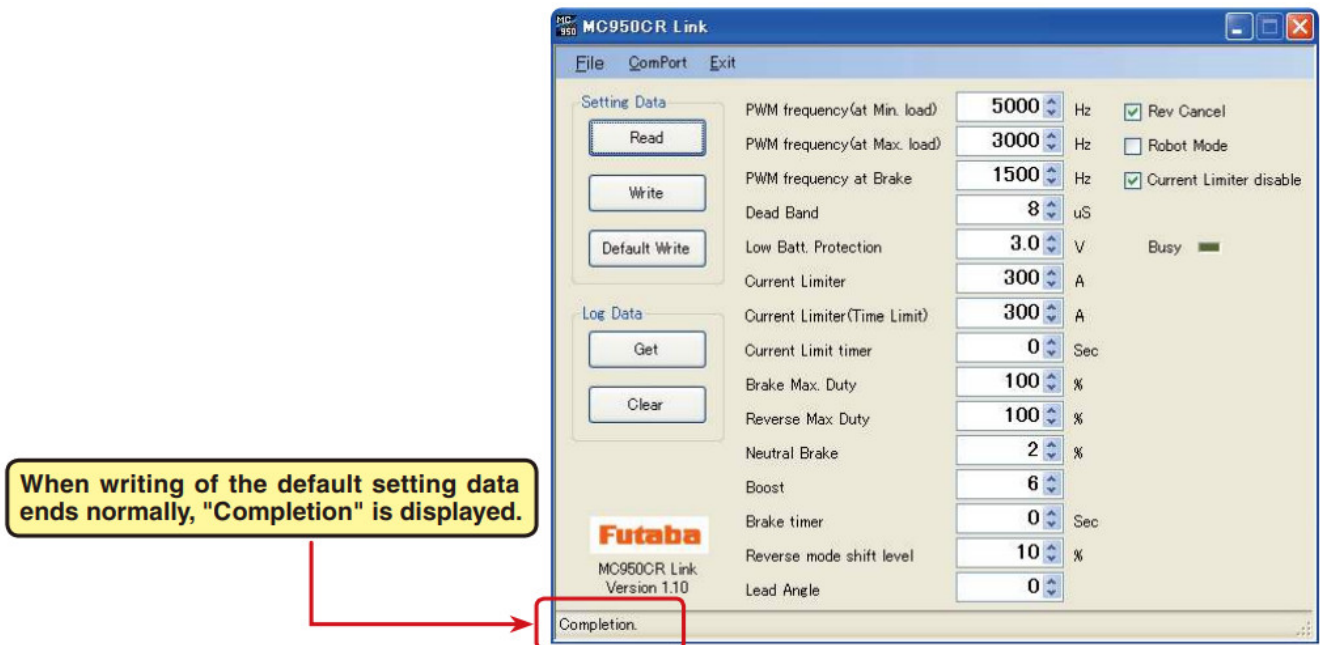 MC
950
MC950CR Link
File ComPort Exit
Setting Data
Read
Write
Default Write
Log Data
Get
Clear
PWM frequency(at Min. load) 5000 Hz
PWM frequency(at Max. load) 3000 Hz
PWM frequency at Brake 1500 Hz
Dead Band 8 uS
Low Batt. Protection 3.0 V
Current Limiter 300 A
Current Limiter(Time Limit) 300 A
Current Limit timer 0 Sec
Brake Max. Duty 100 %
Reverse Max Duty 100 %
Neutral Brake 2 %
Boost 6
Brake timer 0 Sec
Reverse mode shift level 10 %
Lead Angle 0
Rev Cancel
Robot Mode
Current Limiter disable
Busy
When writing of the default setting data
ends normally, "Completion" is displayed.
Futaba
MC950CR Link
Version 1.10
Completion.